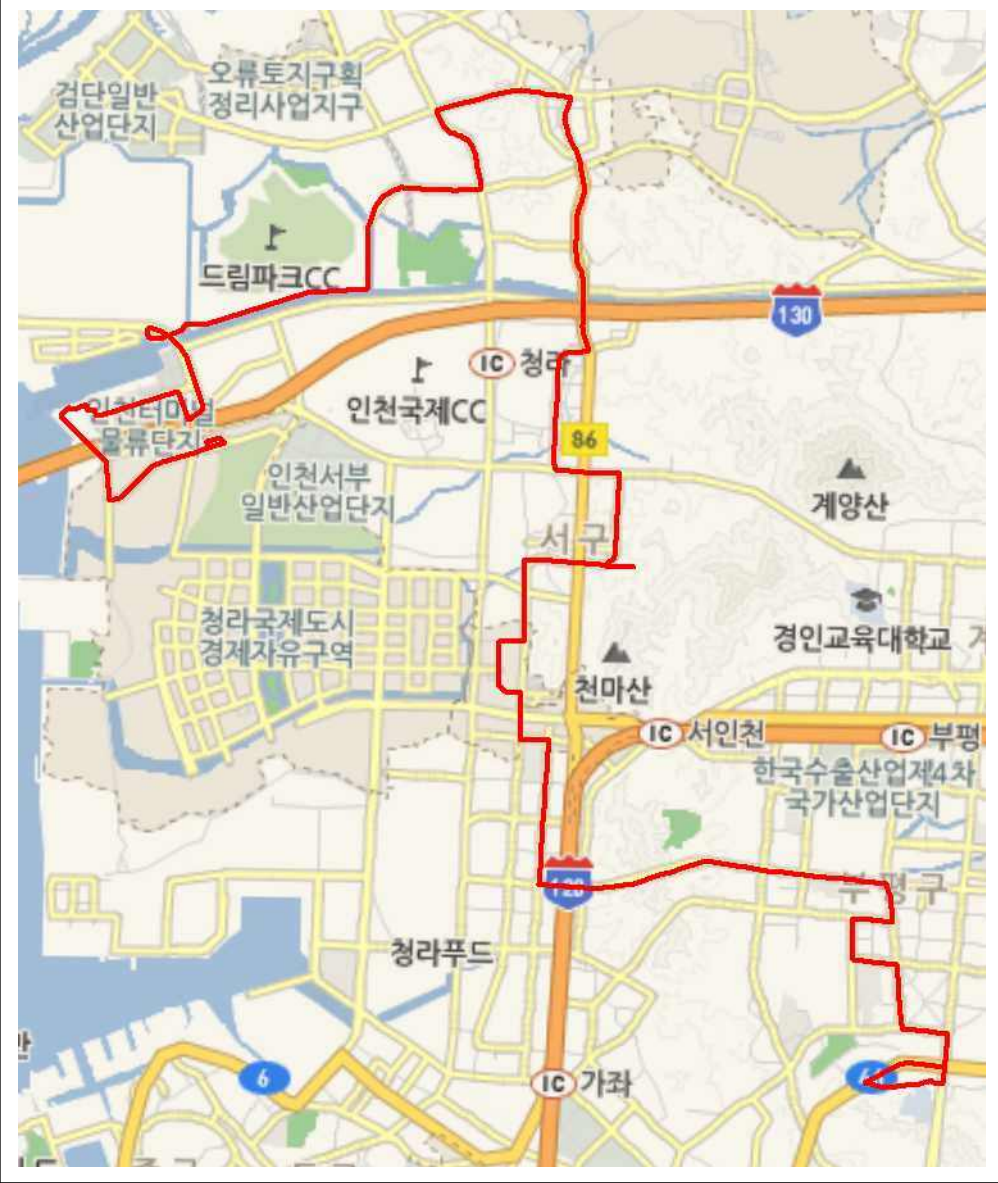 오류토지구획
정리사업지구
검단일반
산업단지
드림파크CC
130
IC 청라
인천국제CC
인천터미널
물류단지
86
인천서부
일반산업단지
계양산
서구
청라국제도시
경제자유구역
경인교육대학교
천마산
IC 서인천
IC 부평
한국수출산업제4차
국가산업단지
120
부평구
청라푸드
6
IC 가좌